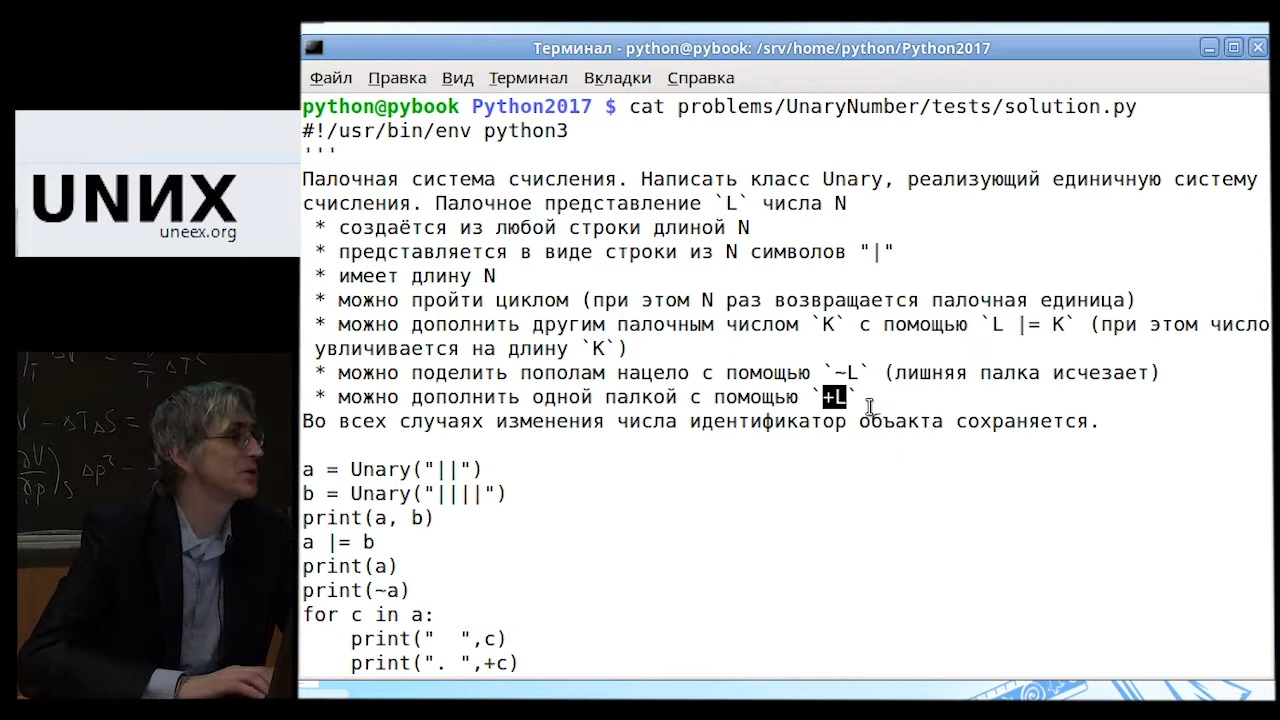 Терминал - python@pybook: /srv/home/python/Python2017
Файл Правка Вид Терминал Вкладки Справка
python@pybook Python2017 $ cat problems/UnaryNumber/tests/solution.py
#!/usr/bin/env python3
'''
Палочная система счисления. Написать класс Unary, реализующий единичную систему
счисления. Палочное представление `L` числа N
* создаётся из любой строки длиной N
* представляется в виде строки из N символов "|"
* имеет длину N
* можно пройти циклом (при этом N раз возвращается палочная единица)
* можно дополнить другим палочным числом `K` с помощью `L |= K` (при этом число
увличивается на длину `K`)
* можно поделить пополам нацело с помощью `~L` (лишняя палка исчезает)
* можно дополнить одной палкой с помощью `+L`
Во всех случаях изменения числа идентификатор объакта сохраняется.
a = Unary("||")
b = Unary("||||")
print(a, b)
a |= b
print(a)
print(~a)
for c in a:
    print("  ",c)
    print(". ",+c)
UNИX
uneex.org